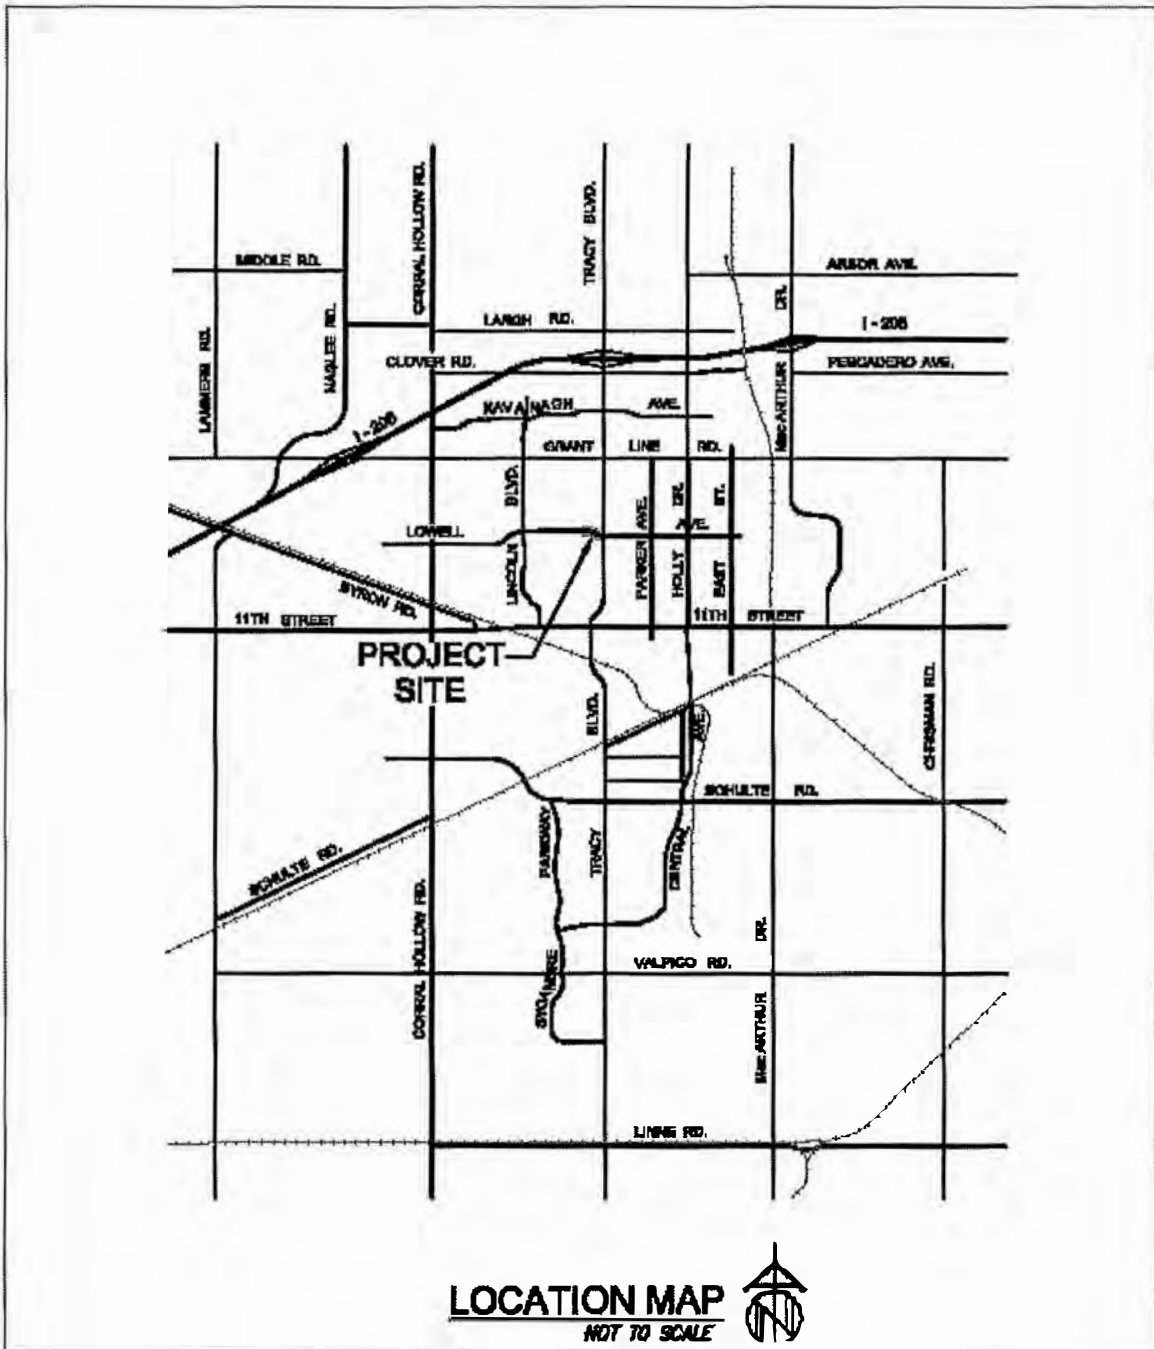 CORRAL HOLLOW RD.
TRACY BLVD.
MIDDLE RD.
ARBOR AVE.
LAMMERS RD.
NAGLEE RD.
LARCH RD.
DR.
I-205
CLOVER RD.
PESCADERO AVE.
MacARTHUR
I-205
KAVANAGH AVE.
GRANT LINE RD.
BLVD.
LINCOLN
PARKER AVE.
HOLLY DR.
EAST ST.
LOWELL AVE.
BYRON RD.
11TH STREET
11TH STREET
PROJECT
SITE
BLVD.
AVE.
CHRISMAN RD.
SCHULTE RD.
PARKWAY
TRACY
CENTRAL
SCHULTE RD.
CORRAL HOLLOW RD.
SYCAMORE
VALPICO RD.
MacARTHUR DR.
LINNE RD.
LOCATION MAP
NOT TO SCALE
N